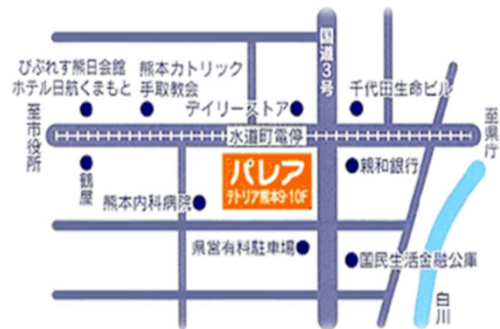 国道3号
びぷれす熊日会館
ホテル日航くまもと
熊本カトリック
手取教会
デイリーストア
千代田生命ビル
至市役所
水道町電停
至県庁
鶴屋
パレア
テトリア熊本9・10F
親和銀行
熊本内科病院
県営有料駐車場
国民生活金融公庫
白川